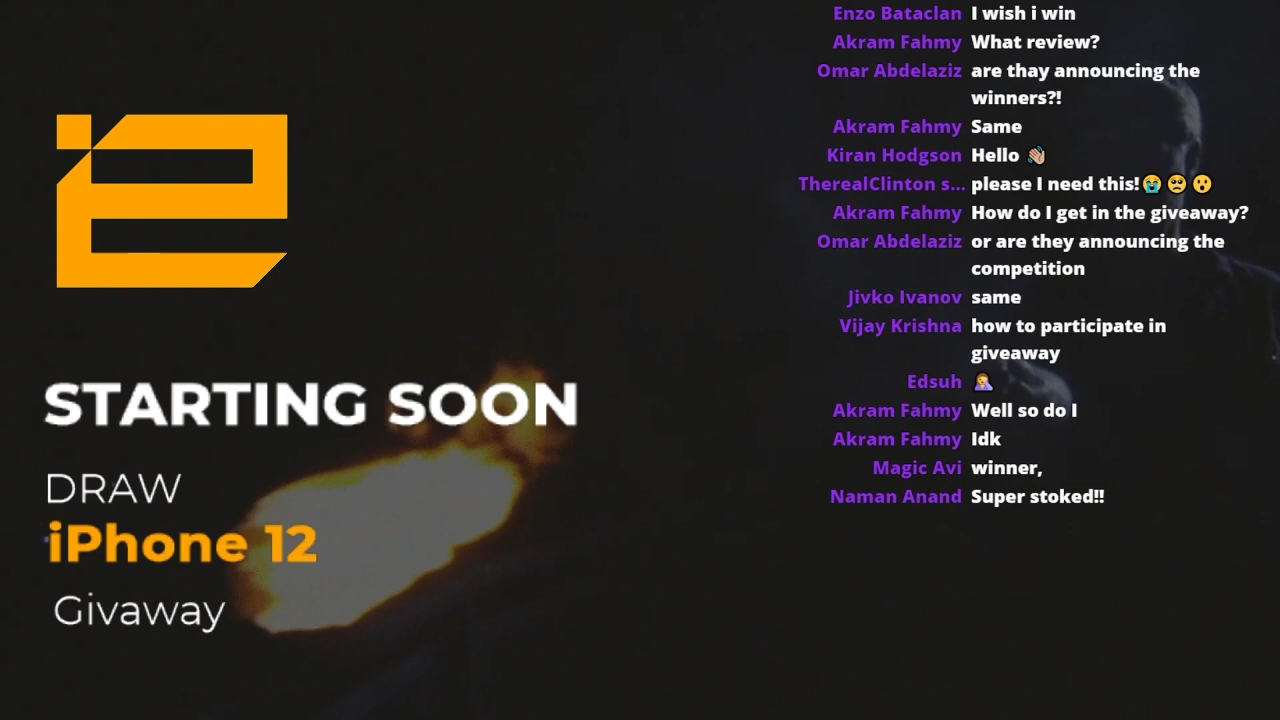 STARTING SOON
DRAW
iPhone 12
Givaway
Enzo Bataclan I wish i win
Akram Fahmy What review?
Omar Abdelaziz are thay announcing the
winners?!
Akram Fahmy Same
Kiran Hodgson Hello 👋🏼
TherealClinton s... please I need this!😭🥺😮
Akram Fahmy How do I get in the giveaway?
Omar Abdelaziz or are they announcing the
competition
Jivko Ivanov same
Vijay Krishna how to participate in
giveaway
Edsuh 🤦‍♀️
Akram Fahmy Well so do I
Akram Fahmy Idk
Magic Avi winner,
Naman Anand Super stoked!!